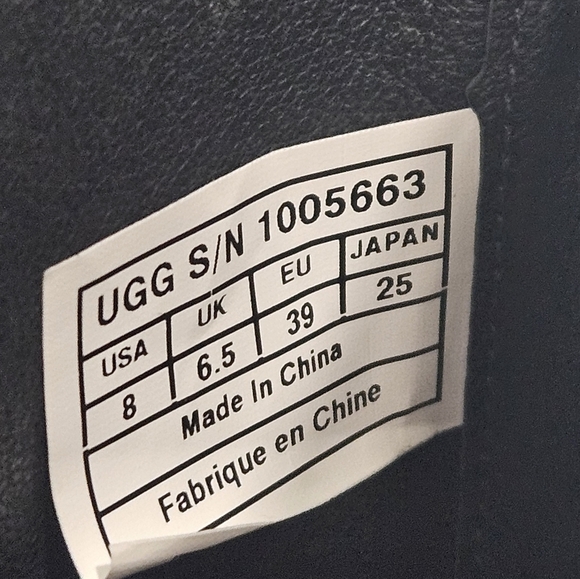 UGG S/N 1005663
USA UK EU JAPAN
8 6.5 39 25
Made In China
Fabrique en Chine